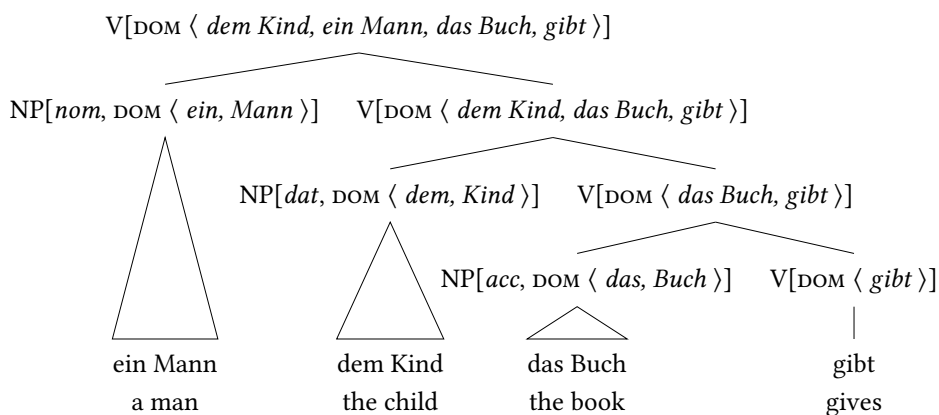 V[DOM ⟨ dem Kind, ein Mann, das Buch, gibt ⟩]
NP[nom, DOM ⟨ ein, Mann ⟩] V[DOM ⟨ dem Kind, das Buch, gibt ⟩]
NP[dat, DOM ⟨ dem, Kind ⟩] V[DOM ⟨ das Buch, gibt ⟩]
NP[acc, DOM ⟨ das, Buch ⟩] V[DOM ⟨ gibt ⟩]
ein Mann dem Kind das Buch gibt
a man the child the book gives